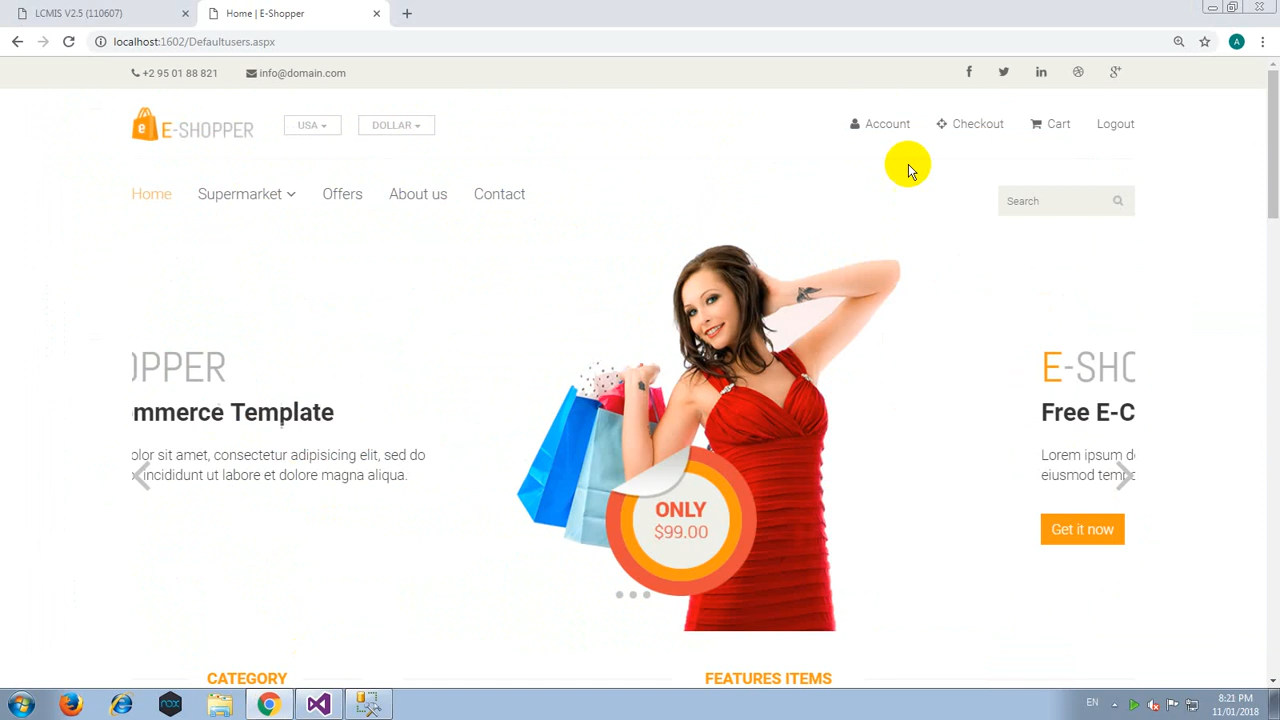 LCMIS V2.5 (110607)
Home | E-Shopper
localhost:1602/Defaultusers.aspx
A
+2 95 01 88 821
info@domain.com
E-SHOPPER
USA
DOLLAR
Account
Checkout
Cart
Logout
Home
Supermarket
Offers
About us
Contact
Search
OPPER
E-SHO
mmerce Template
Free E-C
olor sit amet, consectetur adipisicing elit, sed do
incididunt ut labore et dolore magna aliqua.
Lorem ipsum d
eiusmod temp
Get it now
ONLY
$99.00
CATEGORY
FEATURES ITEMS
nox
EN
8:21 PM
11/01/2018